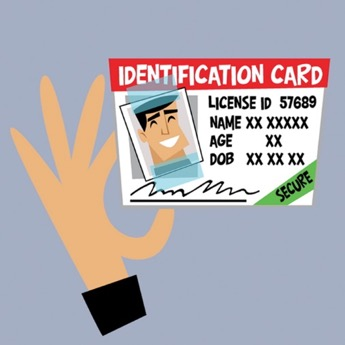 IDENTIFICATION CARD
LICENSE ID 57689
NAME XX XXXXX
AGE XX
DOB XX XX XX
SECURE